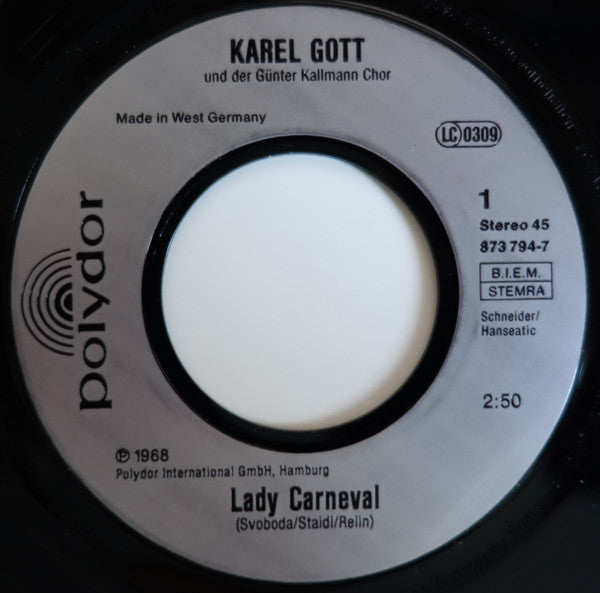 KAREL GOTT
und der Günter Kallmann Chor
Made in West Germany
LC 0309
polydor
1
Stereo 45
873 794-7
B.I.E.M.
STEMRA
Schneider/
Hanseatic
2:50
℗ 1968
Polydor International GmbH, Hamburg
Lady Carneval
(Svoboda/Staidl/Relin)